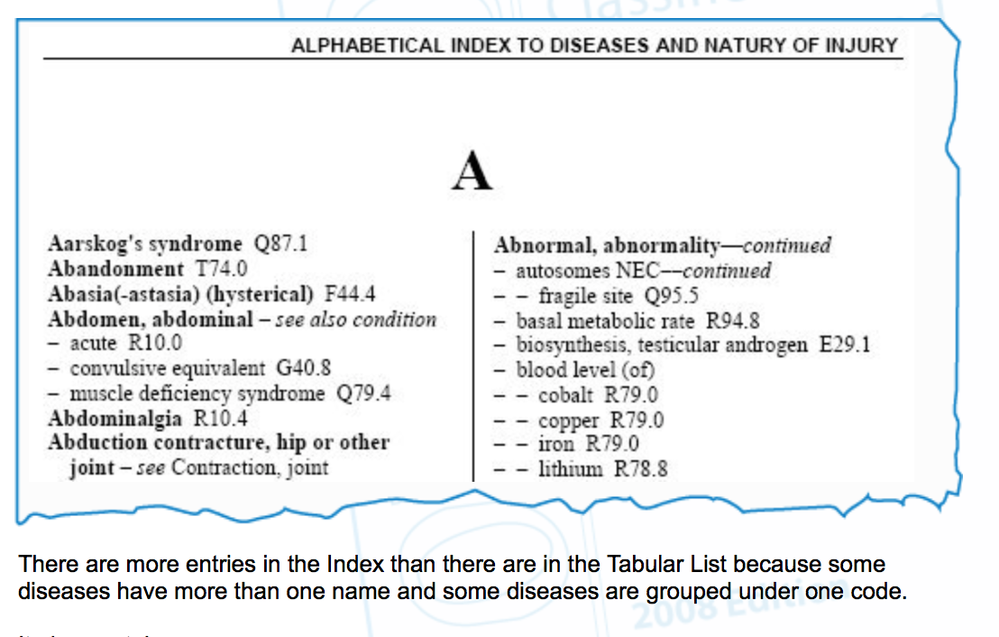 ALPHABETICAL INDEX TO DISEASES AND NATURY OF INJURY
A
Aarskog's syndrome Q87.1
Abandonment T74.0
Abasia(-astasia) (hysterical) F44.4
Abdomen, abdominal – see also condition
– acute R10.0
– convulsive equivalent G40.8
– muscle deficiency syndrome Q79.4
Abdominalgia R10.4
Abduction contracture, hip or other
joint – see Contraction, joint
Abnormal, abnormality—continued
– autosomes NEC—continued
– – fragile site Q95.5
– basal metabolic rate R94.8
– biosynthesis, testicular androgen E29.1
– blood level (of)
– – cobalt R79.0
– – copper R79.0
– – iron R79.0
– – lithium R78.8
There are more entries in the Index than there are in the Tabular List because some
diseases have more than one name and some diseases are grouped under one code.
2008 Edition